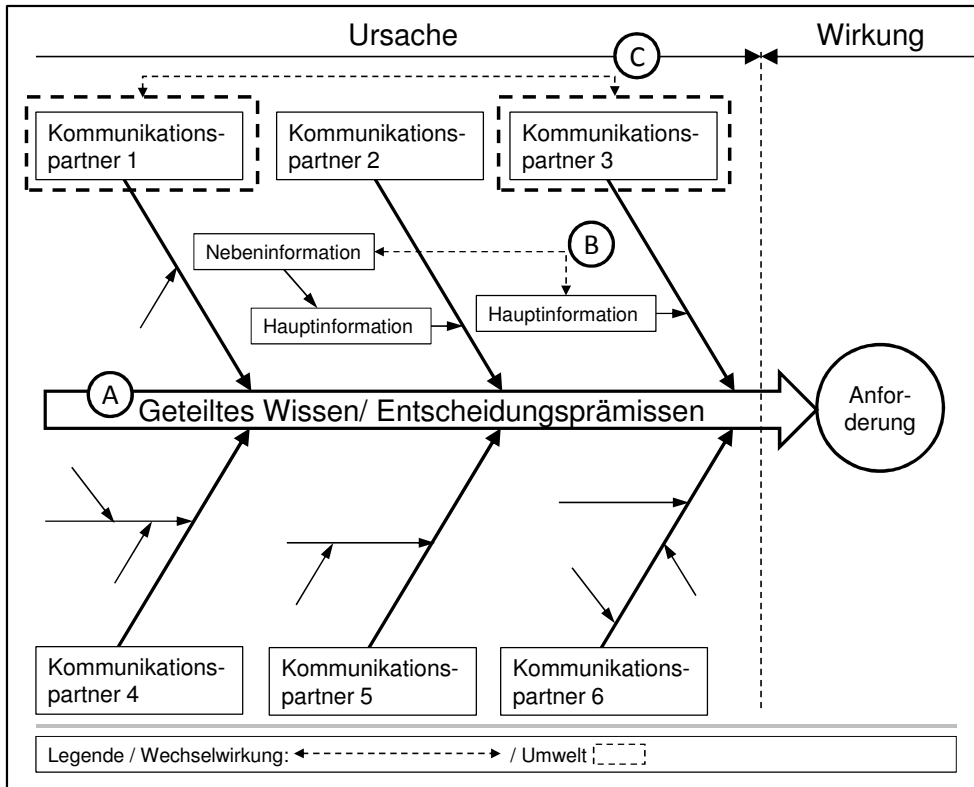 Ursache
Wirkung
C
Kommunikations-
partner 1
Kommunikations-
partner 2
Kommunikations-
partner 3
B
Nebeninformation
Hauptinformation
Hauptinformation
A
Geteiltes Wissen/ Entscheidungsprämissen
Anfor-
derung
Kommunikations-
partner 4
Kommunikations-
partner 5
Kommunikations-
partner 6
Legende / Wechselwirkung: / Umwelt